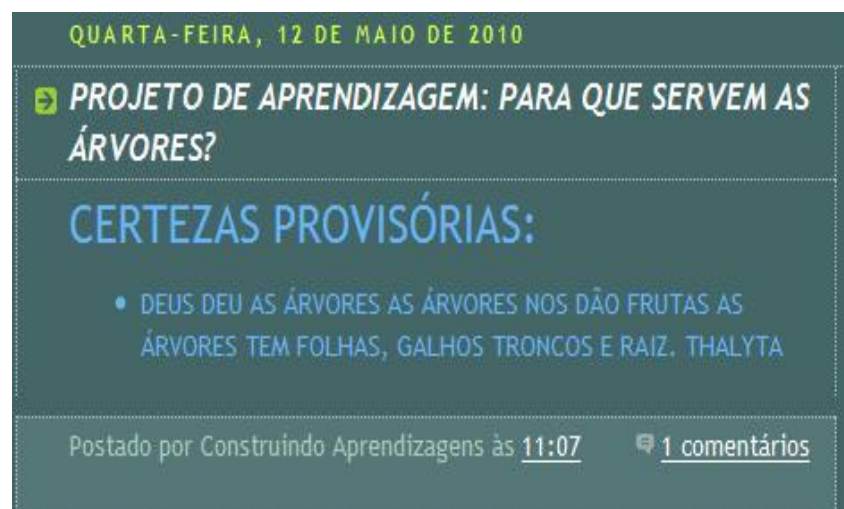 QUARTA-FEIRA, 12 DE MAIO DE 2010
PROJETO DE APRENDIZAGEM: PARA QUE SERVEM AS
ÁRVORES?
CERTEZAS PROVISÓRIAS:
• DEUS DEU AS ÁRVORES AS ÁRVORES NOS DÃO FRUTAS AS
ÁRVORES TEM FOLHAS, GALHOS TRONCOS E RAIZ. THALYTA
Postado por Construindo Aprendizagens às 11:07 1 comentários